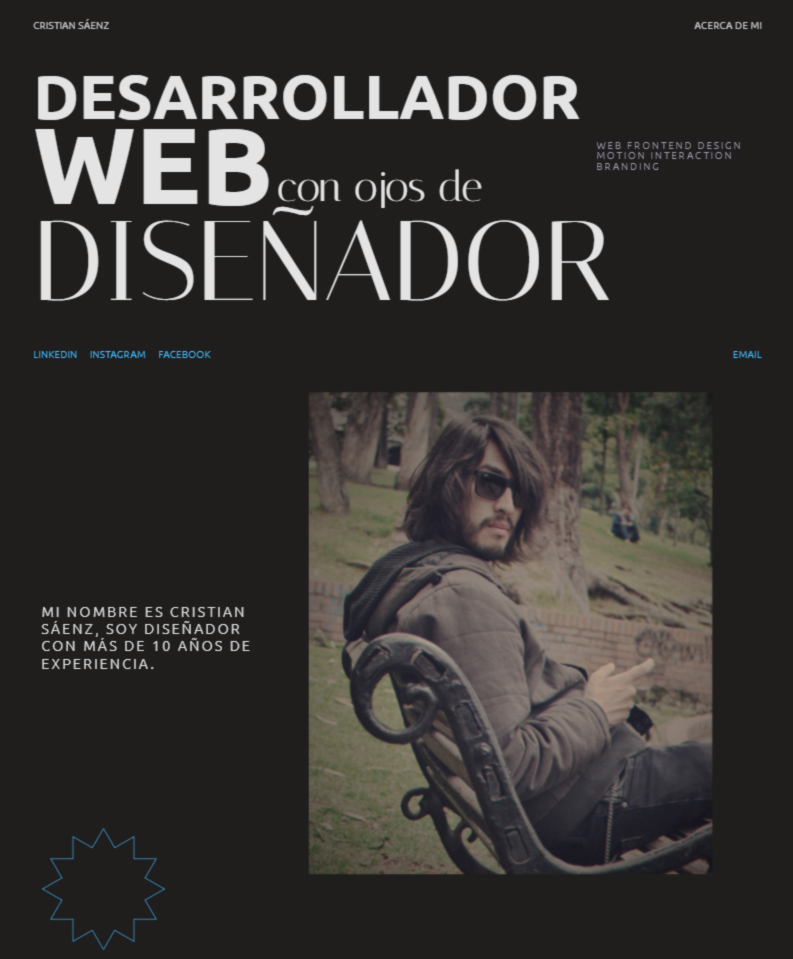 CRISTIAN SÁENZ
ACERCA DE MI
DESARROLLADOR
WEB con ojos de
DISEÑADOR
WEB FRONTEND DESIGN
MOTION INTERACTION
BRANDING
LINKEDIN INSTAGRAM FACEBOOK
EMAIL
MI NOMBRE ES CRISTIAN
SÁENZ, SOY DISEÑADOR
CON MÁS DE 10 AÑOS DE
EXPERIENCIA.